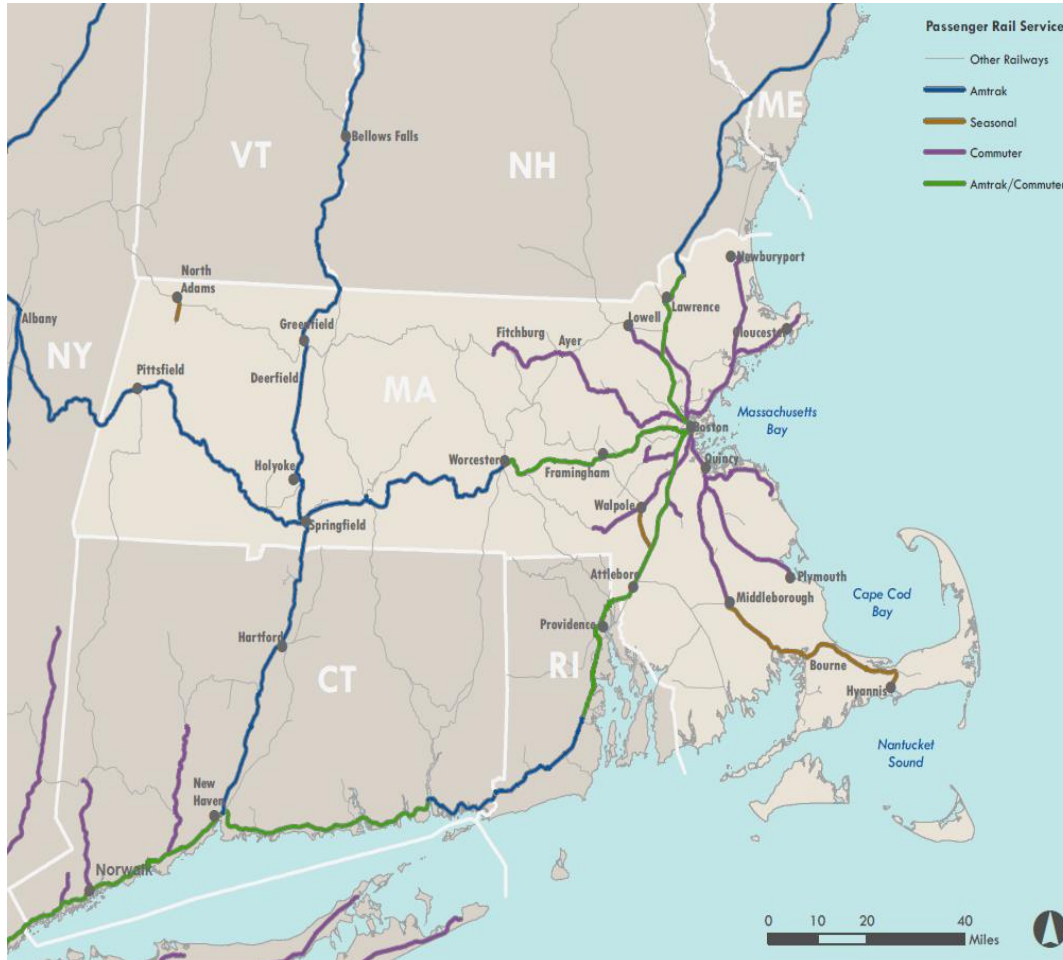 Passenger Rail Service
Other Railways
Amtrak
Seasonal
Commuter
Amtrak/Commuter
ME
VT
NH
Bellows Falls
North
Adams
Newburyport
Albany
Lawrence
Lowell
Gloucester
Greenfield
Fitchburg
Ayer
NY
Pittsfield
Deerfield
MA
Massachusetts
Bay
Boston
Worcester
Quincy
Holyoke
Framingham
Walpole
Springfield
Attleboro
Plymouth
Cape Cod
Bay
Middleborough
Providence
Hartford
CT
RI
Bourne
Hyannis
Nantucket
Sound
New
Haven
Norwalk
0 10 20 40
Miles